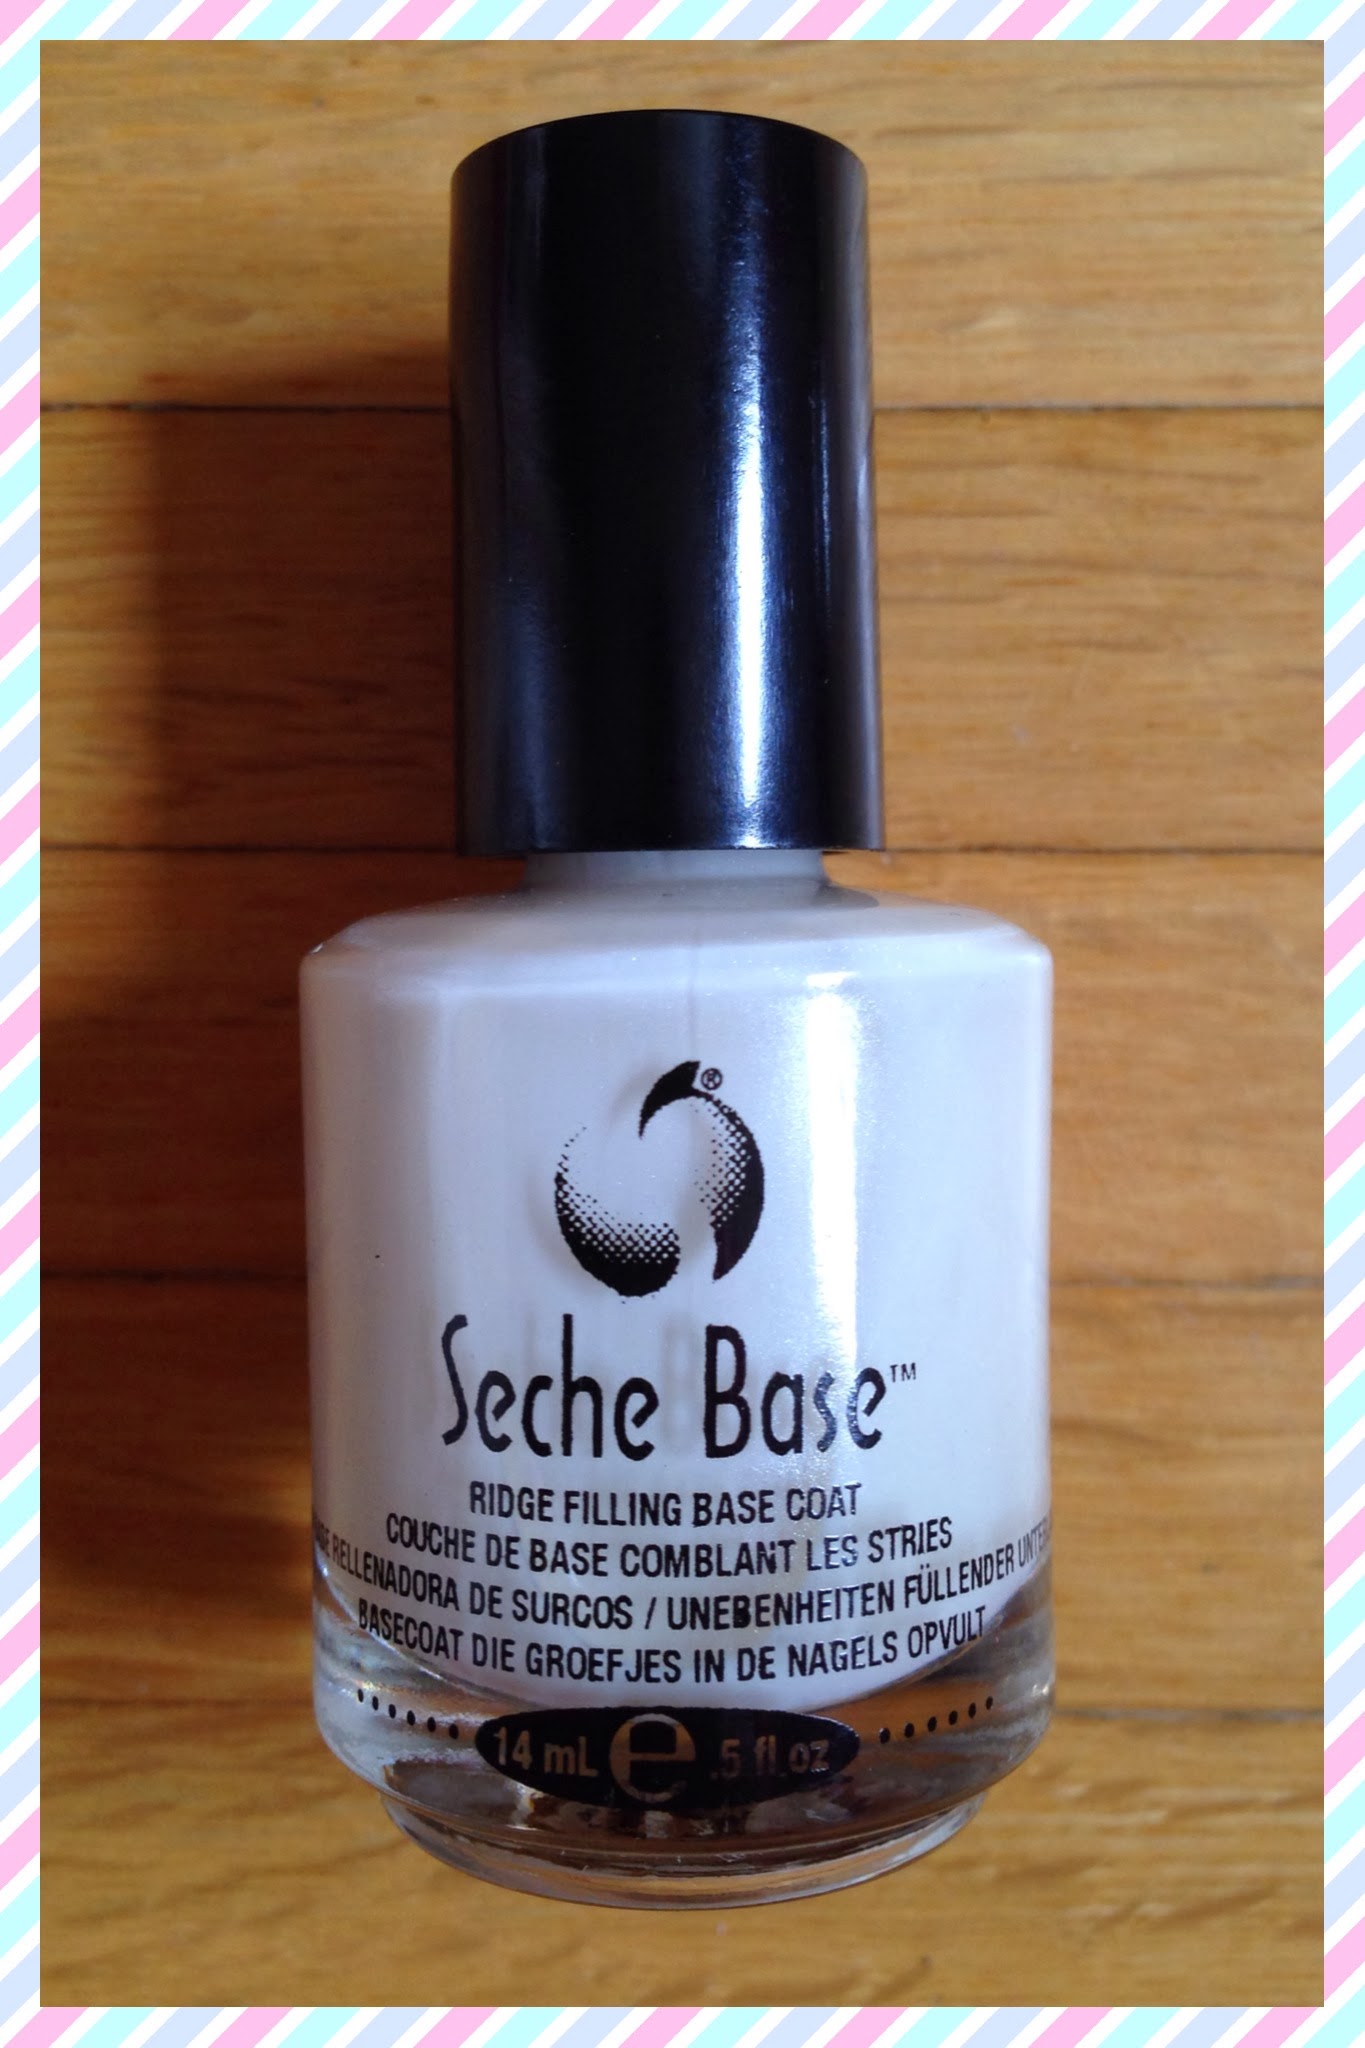 ®
Seche Base™
RIDGE FILLING BASE COAT
COUCHE DE BASE COMBLANT LES STRIES
RELLENADORA DE SURCOS / UNEBENHEITEN FÜLLENDER
BASECOAT DIE GROEFJES IN DE NAGELS OPVULT
14 mL e .5 fl oz